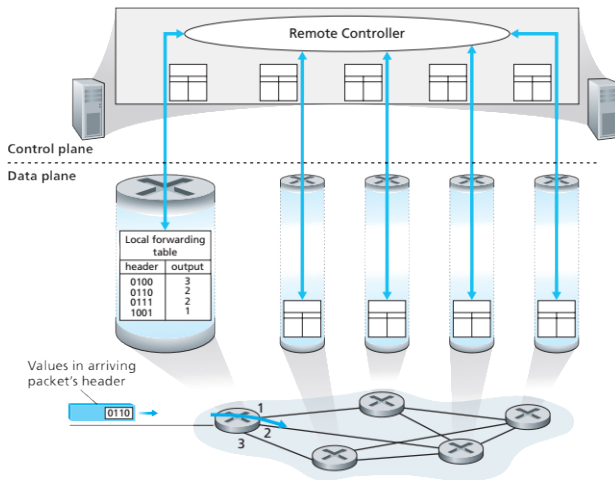 Remote Controller
Control plane
Data plane
Local forwarding
table
header output
0100 3
0110 2
0111 2
1001 1
Values in arriving
packet's header
0110
1
2
3